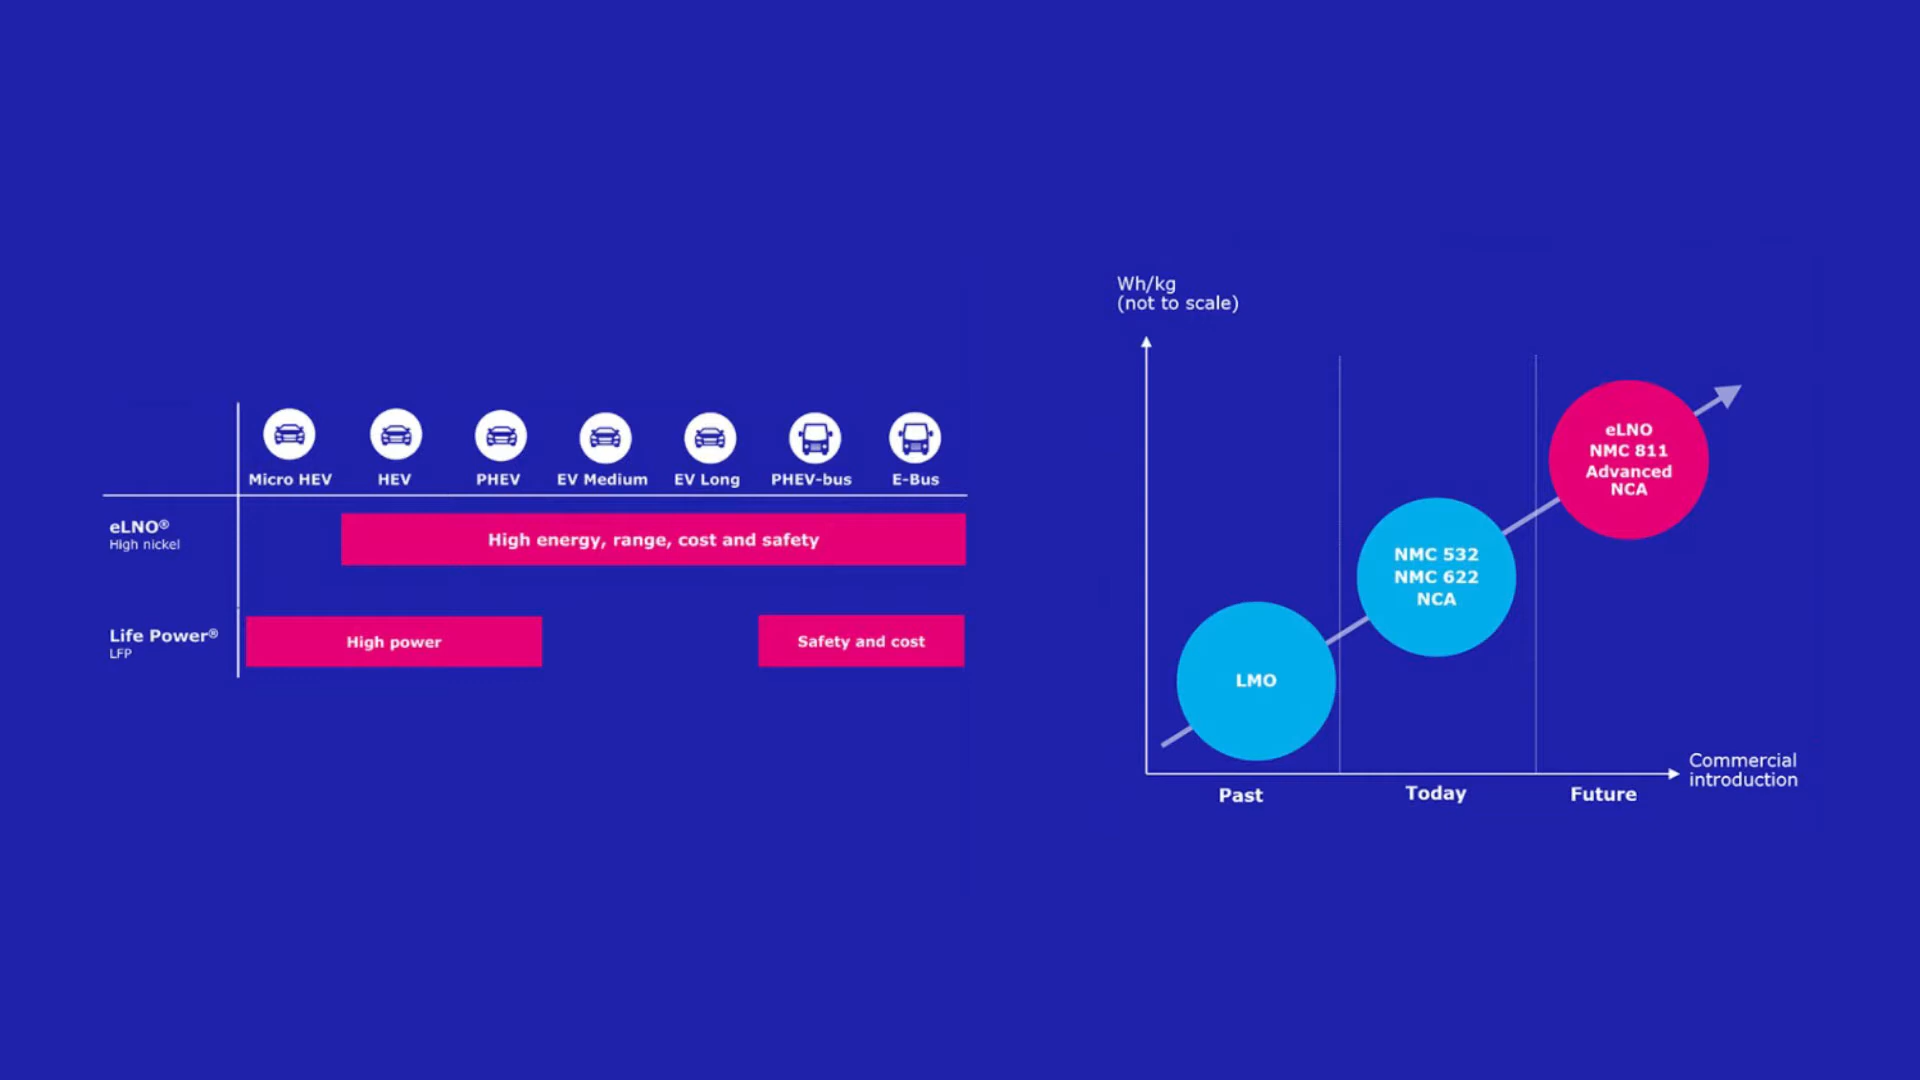 Micro HEV
HEV
PHEV
EV Medium
EV Long
PHEV-bus
E-Bus
eLNO®
High nickel
High energy, range, cost and safety
Life Power®
LFP
High power
Safety and cost
Wh/kg
(not to scale)
eLNO
NMC 811
Advanced
NCA
NMC 532
NMC 622
NCA
LMO
Commercial
introduction
Past
Today
Future